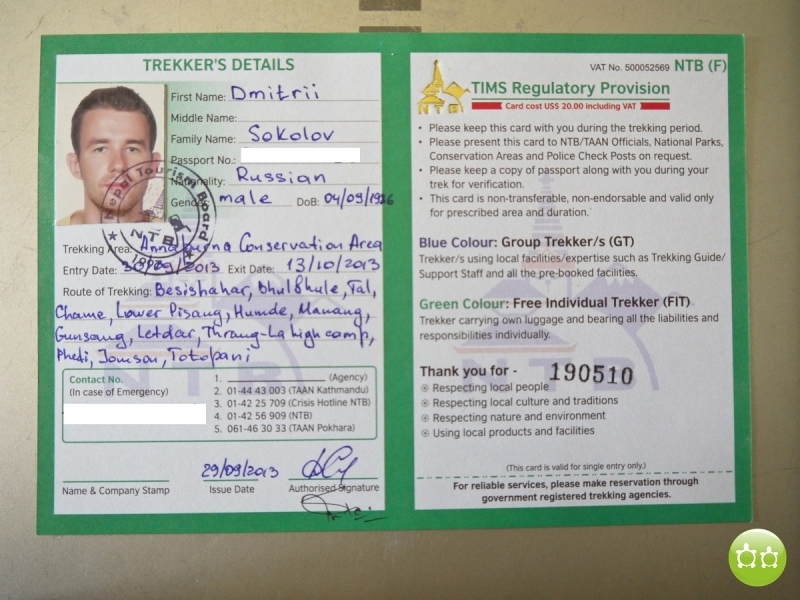 TREKKER'S DETAILS
First Name: Dmitrii
Middle Name:
Family Name: Sokolov
Passport No.:
Nationality: Russian
Gender: male DoB: 04/09/19
Nepal Tourism Board
NTB
Trekking Area: Annapurna Conservation Area
Entry Date: 30/09/2013 Exit Date: 13/10/2013
Route of Trekking: Besishahar, Bhulbhule, Tal,
Chame, Lower Pisang, Humde, Manang,
Gunsang, Letdar, Thrang-La high comp,
Phedi, Jomson, Totopani
Contact No.
(In case of Emergency)
1. (Agency)
2. 01-44 43 003 (TAAN Kathmandu)
3. 01-42 25 709 (Crisis Hotline NTB)
4. 01-42 56 909 (NTB)
5. 061-46 30 33 (TAAN Pokhara)
29/09/2013
Name & Company Stamp Issue Date Authorised Signature
VAT No. 500052569 NTB (F)
TIMS Regulatory Provision
Card cost US$ 20.00 including VAT
• Please keep this card with you during the trekking period.
• Please present this card to NTB/TAAN Officials, National Parks,
Conservation Areas and Police Check Posts on request.
• Please keep a copy of passport along with you during your
trek for verification.
• This card is non-transferable, non-endorsable and valid only
for prescribed area and duration.
Blue Colour: Group Trekker/s (GT)
Trekker/s using local facilities/expertise such as Trekking Guide/
Support Staff and all the pre-booked facilities.
Green Colour: Free Individual Trekker (FIT)
Trekker carrying own luggage and bearing all the liabilities and
responsibilities individually.
Thank you for - 190510
Respecting local people
Respecting local culture and traditions
Respecting nature and environment
Using local products and facilities
NTB
(This card is valid for single entry only.)
For reliable services, please make reservation through
government registered trekking agencies.